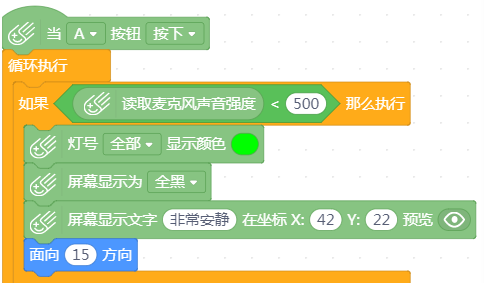 当 A 按钮 按下
循环执行
如果 读取麦克风声音强度 < 500 那么执行
灯号 全部 显示颜色
屏幕显示为 全黑
屏幕显示文字 非常安静 在坐标 X: 42 Y: 22 预览
面向 15 方向